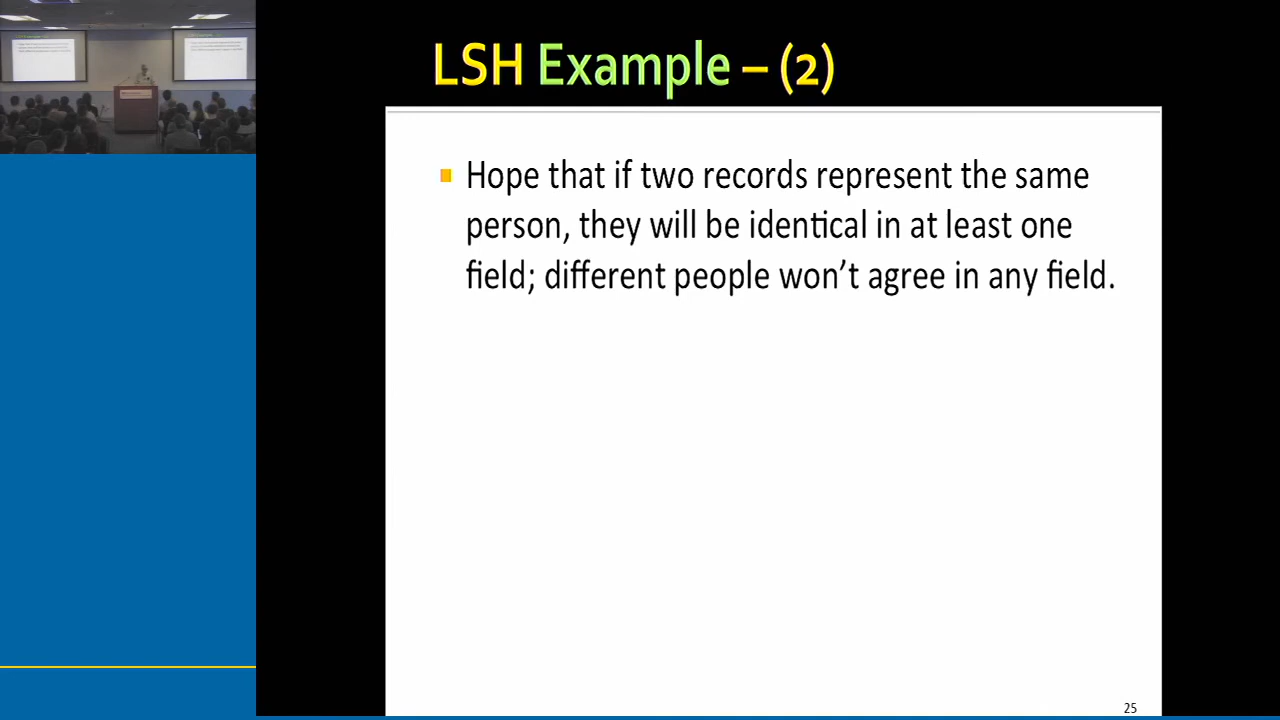 LSH Example – (2)
Hope that if two records represent the same
person, they will be identical in at least one
field; different people won’t agree in any field.
25